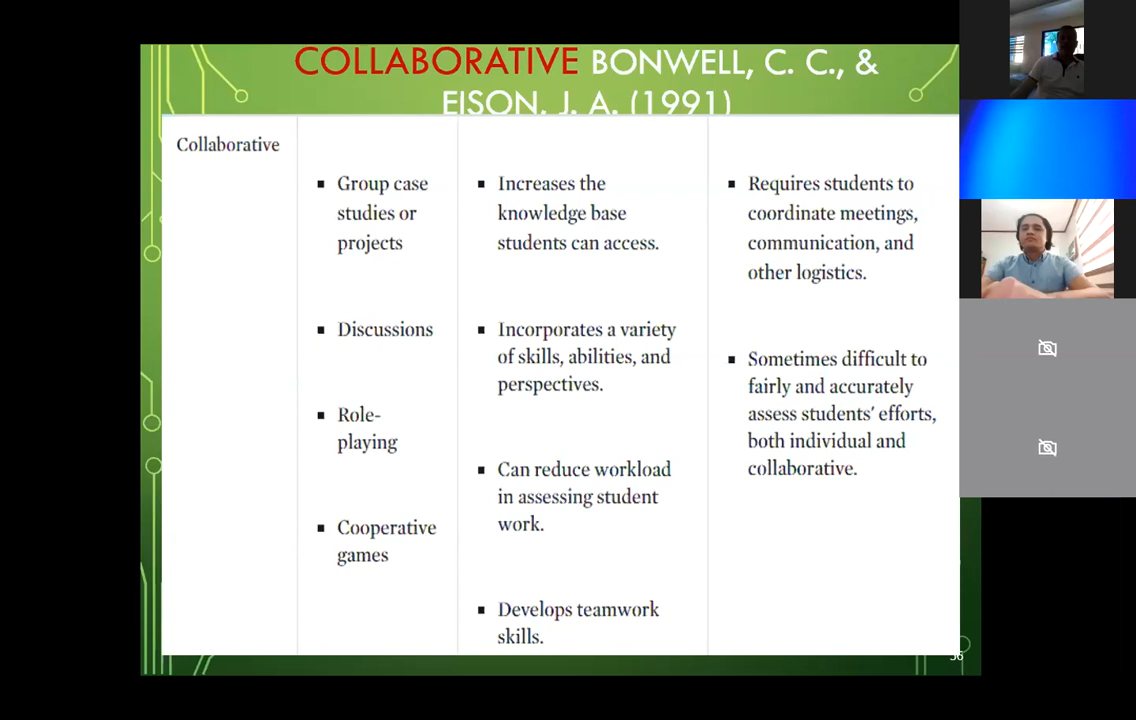 COLLABORATIVE BONWELL, C. C., &
EISON, J. A. (1991)
Collaborative
▪ Group case
studies or
projects
▪ Discussions
▪ Role-
playing
▪ Cooperative
games
▪ Increases the
knowledge base
students can access.
▪ Incorporates a variety
of skills, abilities, and
perspectives.
▪ Can reduce workload
in assessing student
work.
▪ Develops teamwork
skills.
▪ Requires students to
coordinate meetings,
communication, and
other logistics.
▪ Sometimes difficult to
fairly and accurately
assess students' efforts,
both individual and
collaborative.